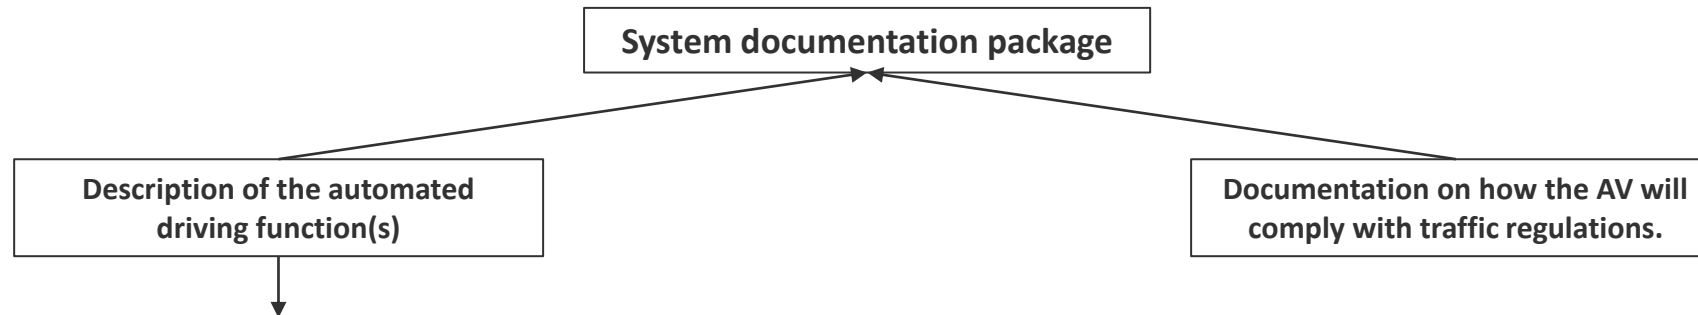 System documentation package
Description of the automated
driving function(s)
Documentation on how the AV will
comply with traffic regulations.